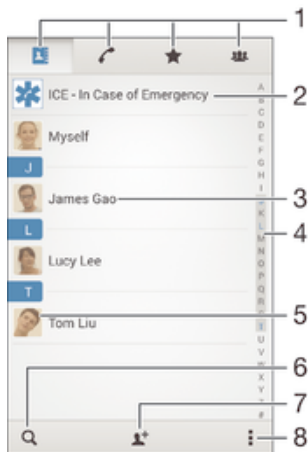 1
ICE - In Case of Emergency
2
Myself
J
James Gao
3
L
Lucy Lee
T
Tom Liu
A
B
C
D
E
F
G
H
I
J
K
L
M
N
O
P
Q
R
S
T
U
V
W
X
Y
Z
#
4
5
6
7
8